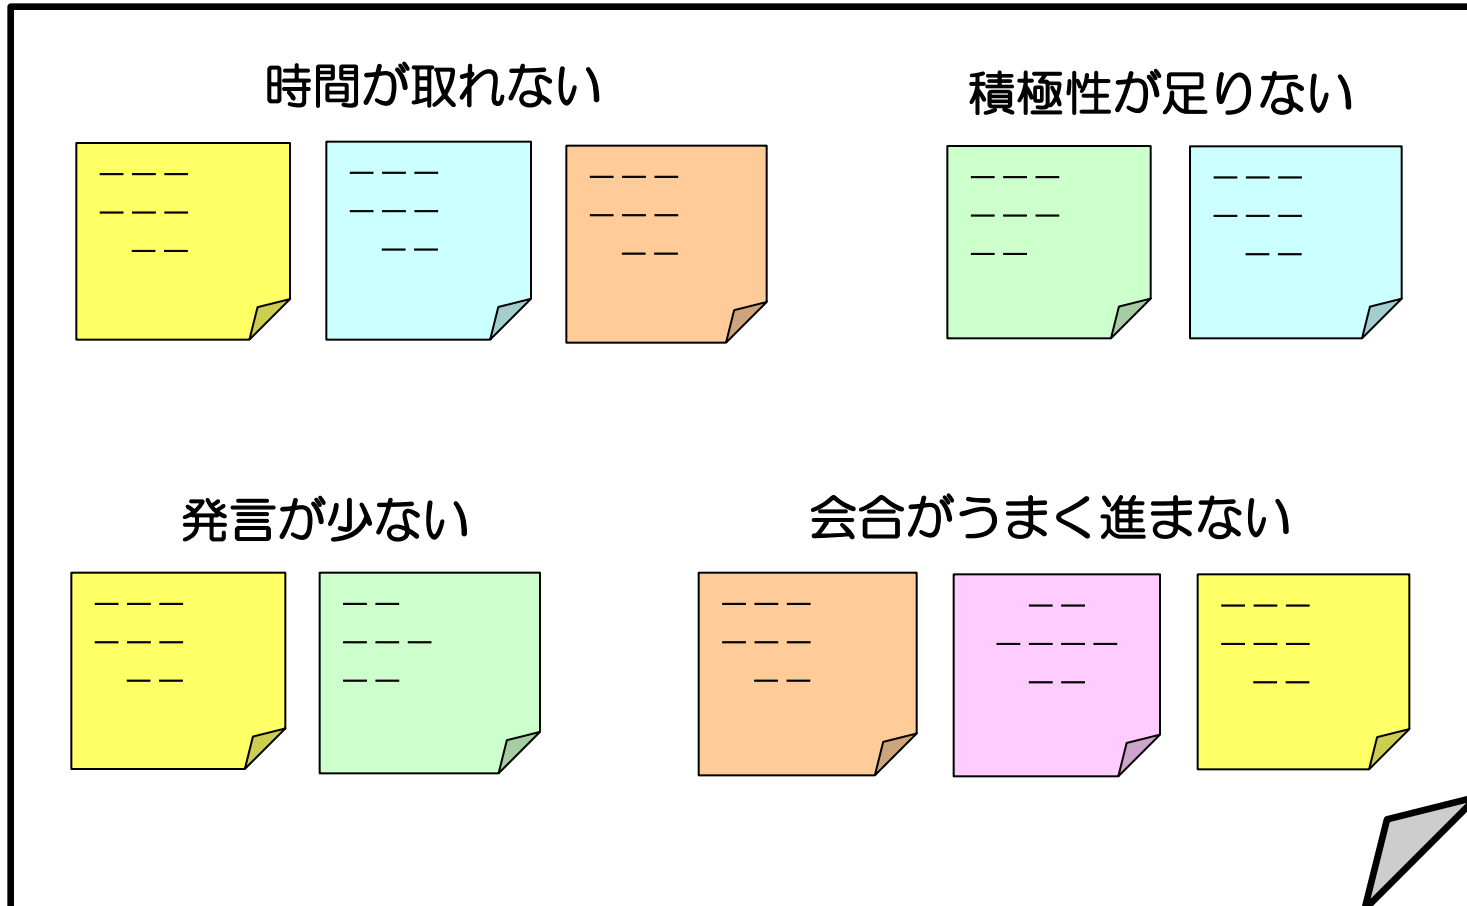 時間が取れない
積極性が足りない
発言が少ない
会合がうまく進まない